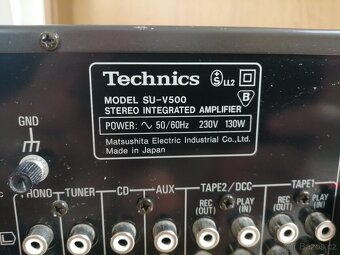 Technics
S LL2
B
MODEL SU-V500
STEREO INTEGRATED AMPLIFIER
POWER: ∿ 50/60Hz 230V 130W
Matsushita Electric Industrial Co.,Ltd.
Made in Japan
GND
PHONO TUNER CD AUX TAPE2/DCC TAPE1
REC (OUT) PLAY (IN) REC (OUT) PLAY (IN)
L